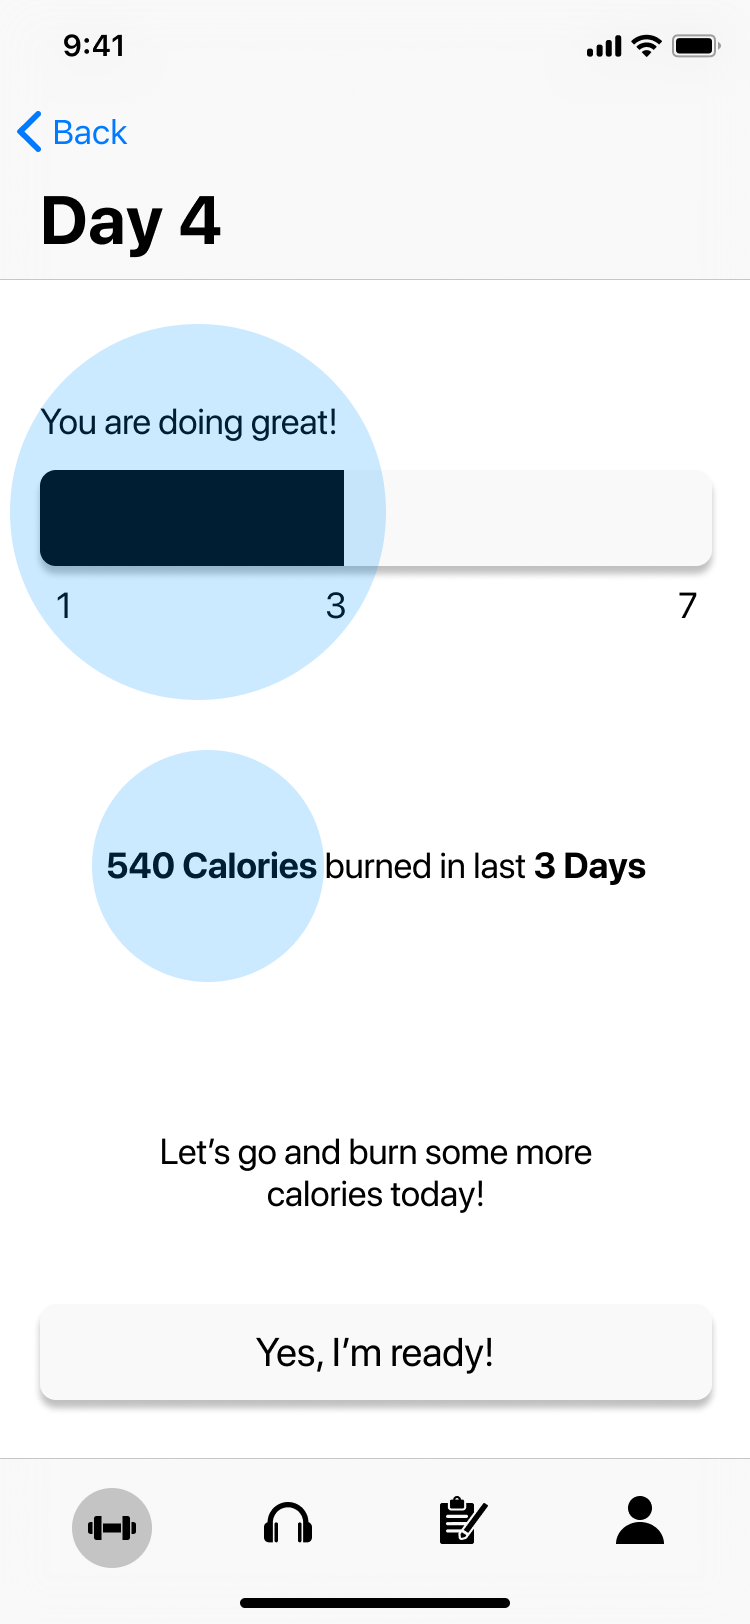 9:41
Back
Day 4
You are doing great!
1 3 7
540 Calories burned in last 3 Days
Let’s go and burn some more
calories today!
Yes, I’m ready!